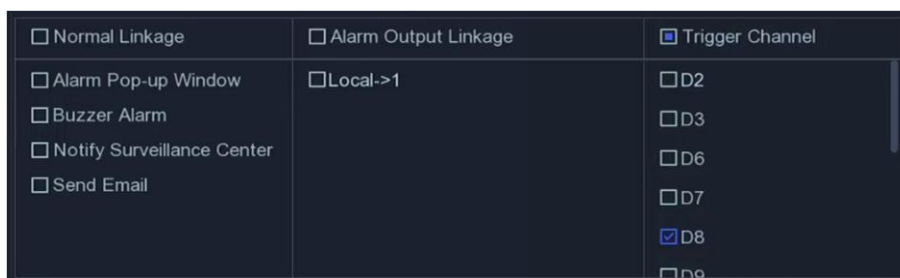 Normal Linkage
Alarm Output Linkage
Trigger Channel
Alarm Pop-up Window
Buzzer Alarm
Notify Surveillance Center
Send Email
Local->1
D2
D3
D6
D7
D8
D9